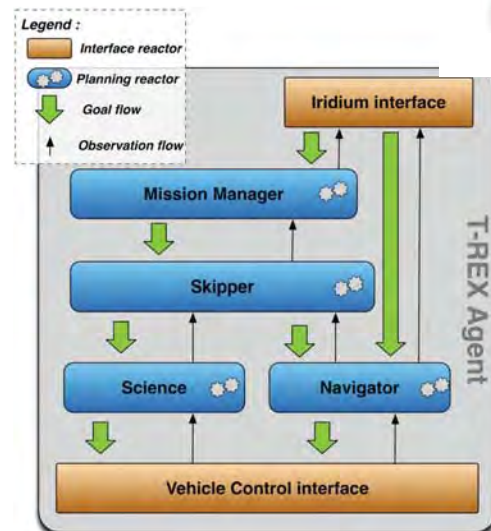 Legend :
Interface reactor
Planning reactor
Goal flow
Observation flow
Iridium interface
Mission Manager
Skipper
Science
Navigator
Vehicle Control interface
T-REX Agent